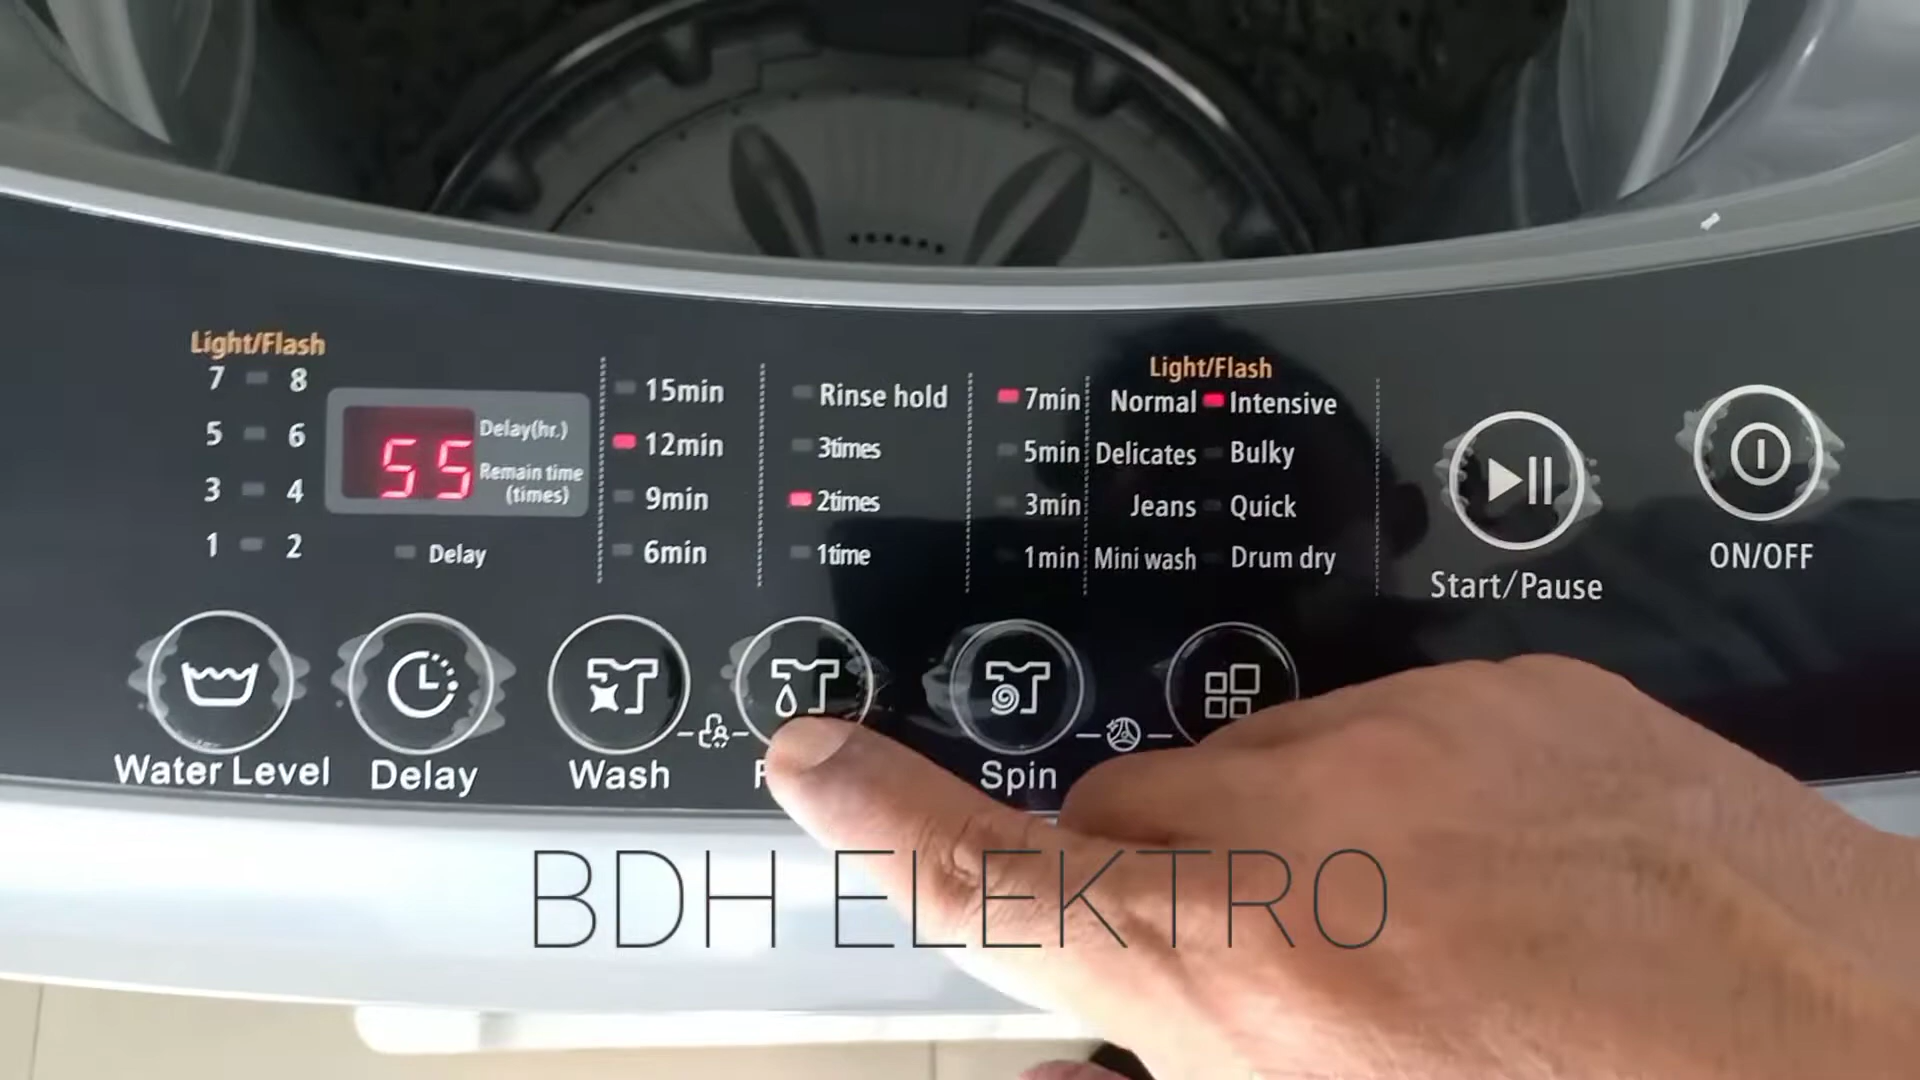 Light/Flash
7 8
5 6
3 4
1 2
55
Delay(hr.)
Remain time
(times)
Delay
15min
12min
9min
6min
Rinse hold
3times
2times
1time
7min
5min
3min
1min
Light/Flash
Normal Intensive
Delicates Bulky
Jeans Quick
Mini wash Drum dry
Start/Pause
ON/OFF
Water Level
Delay
Wash
Spin
BDH ELEKTRO